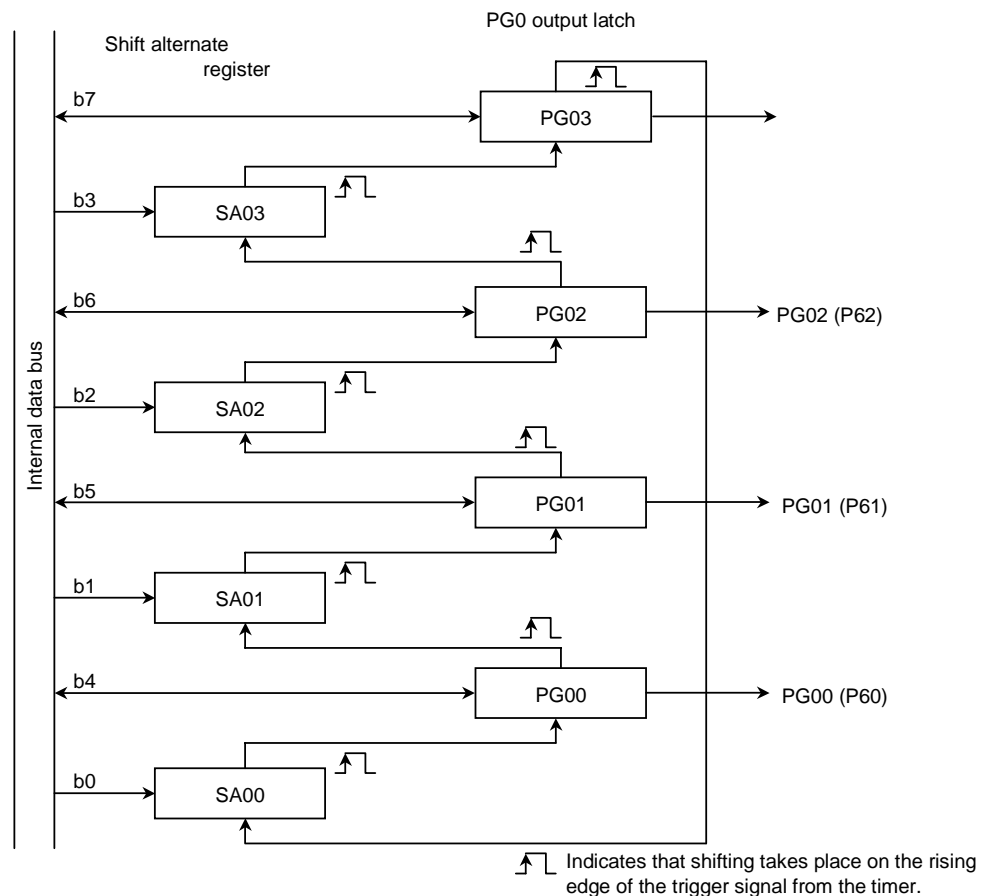 PG0 output latch
Shift alternate
register
b7
PG03
b3
SA03
b6
PG02
PG02 (P62)
b2
SA02
Internal data bus
b5
PG01
PG01 (P61)
b1
SA01
b4
PG00
PG00 (P60)
b0
SA00
Indicates that shifting takes place on the rising
edge of the trigger signal from the timer.